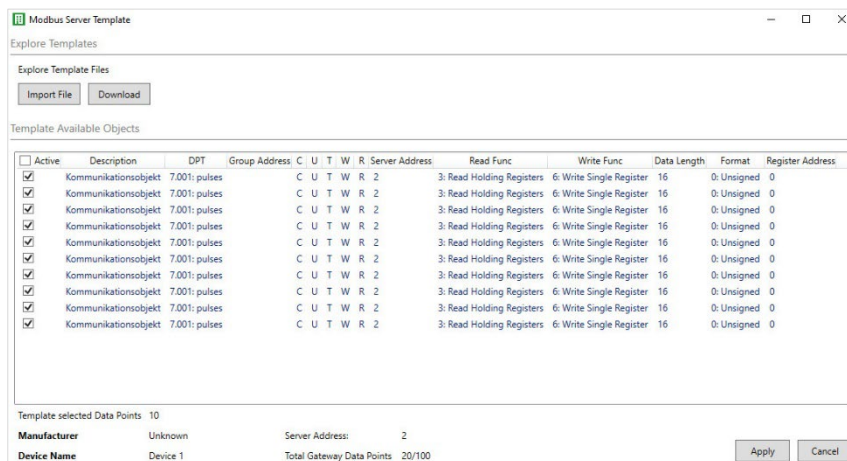 Modbus Server Template
Explore Templates
Explore Template Files
Import File Download
Template Available Objects
Active Description DPT Group Address C U T W R Server Address Read Func Write Func Data Length Format Register Address
Kommunikationsobjekt 7.001: pulses C U T W R 2 3: Read Holding Registers 6: Write Single Register 16 0: Unsigned 0
Kommunikationsobjekt 7.001: pulses C U T W R 2 3: Read Holding Registers 6: Write Single Register 16 0: Unsigned 0
Kommunikationsobjekt 7.001: pulses C U T W R 2 3: Read Holding Registers 6: Write Single Register 16 0: Unsigned 0
Kommunikationsobjekt 7.001: pulses C U T W R 2 3: Read Holding Registers 6: Write Single Register 16 0: Unsigned 0
Kommunikationsobjekt 7.001: pulses C U T W R 2 3: Read Holding Registers 6: Write Single Register 16 0: Unsigned 0
Kommunikationsobjekt 7.001: pulses C U T W R 2 3: Read Holding Registers 6: Write Single Register 16 0: Unsigned 0
Kommunikationsobjekt 7.001: pulses C U T W R 2 3: Read Holding Registers 6: Write Single Register 16 0: Unsigned 0
Kommunikationsobjekt 7.001: pulses C U T W R 2 3: Read Holding Registers 6: Write Single Register 16 0: Unsigned 0
Kommunikationsobjekt 7.001: pulses C U T W R 2 3: Read Holding Registers 6: Write Single Register 16 0: Unsigned 0
Kommunikationsobjekt 7.001: pulses C U T W R 2 3: Read Holding Registers 6: Write Single Register 16 0: Unsigned 0
Template selected Data Points 10
Manufacturer Unknown Server Address: 2
Device Name Device 1 Total Gateway Data Points 20/100 Apply Cancel